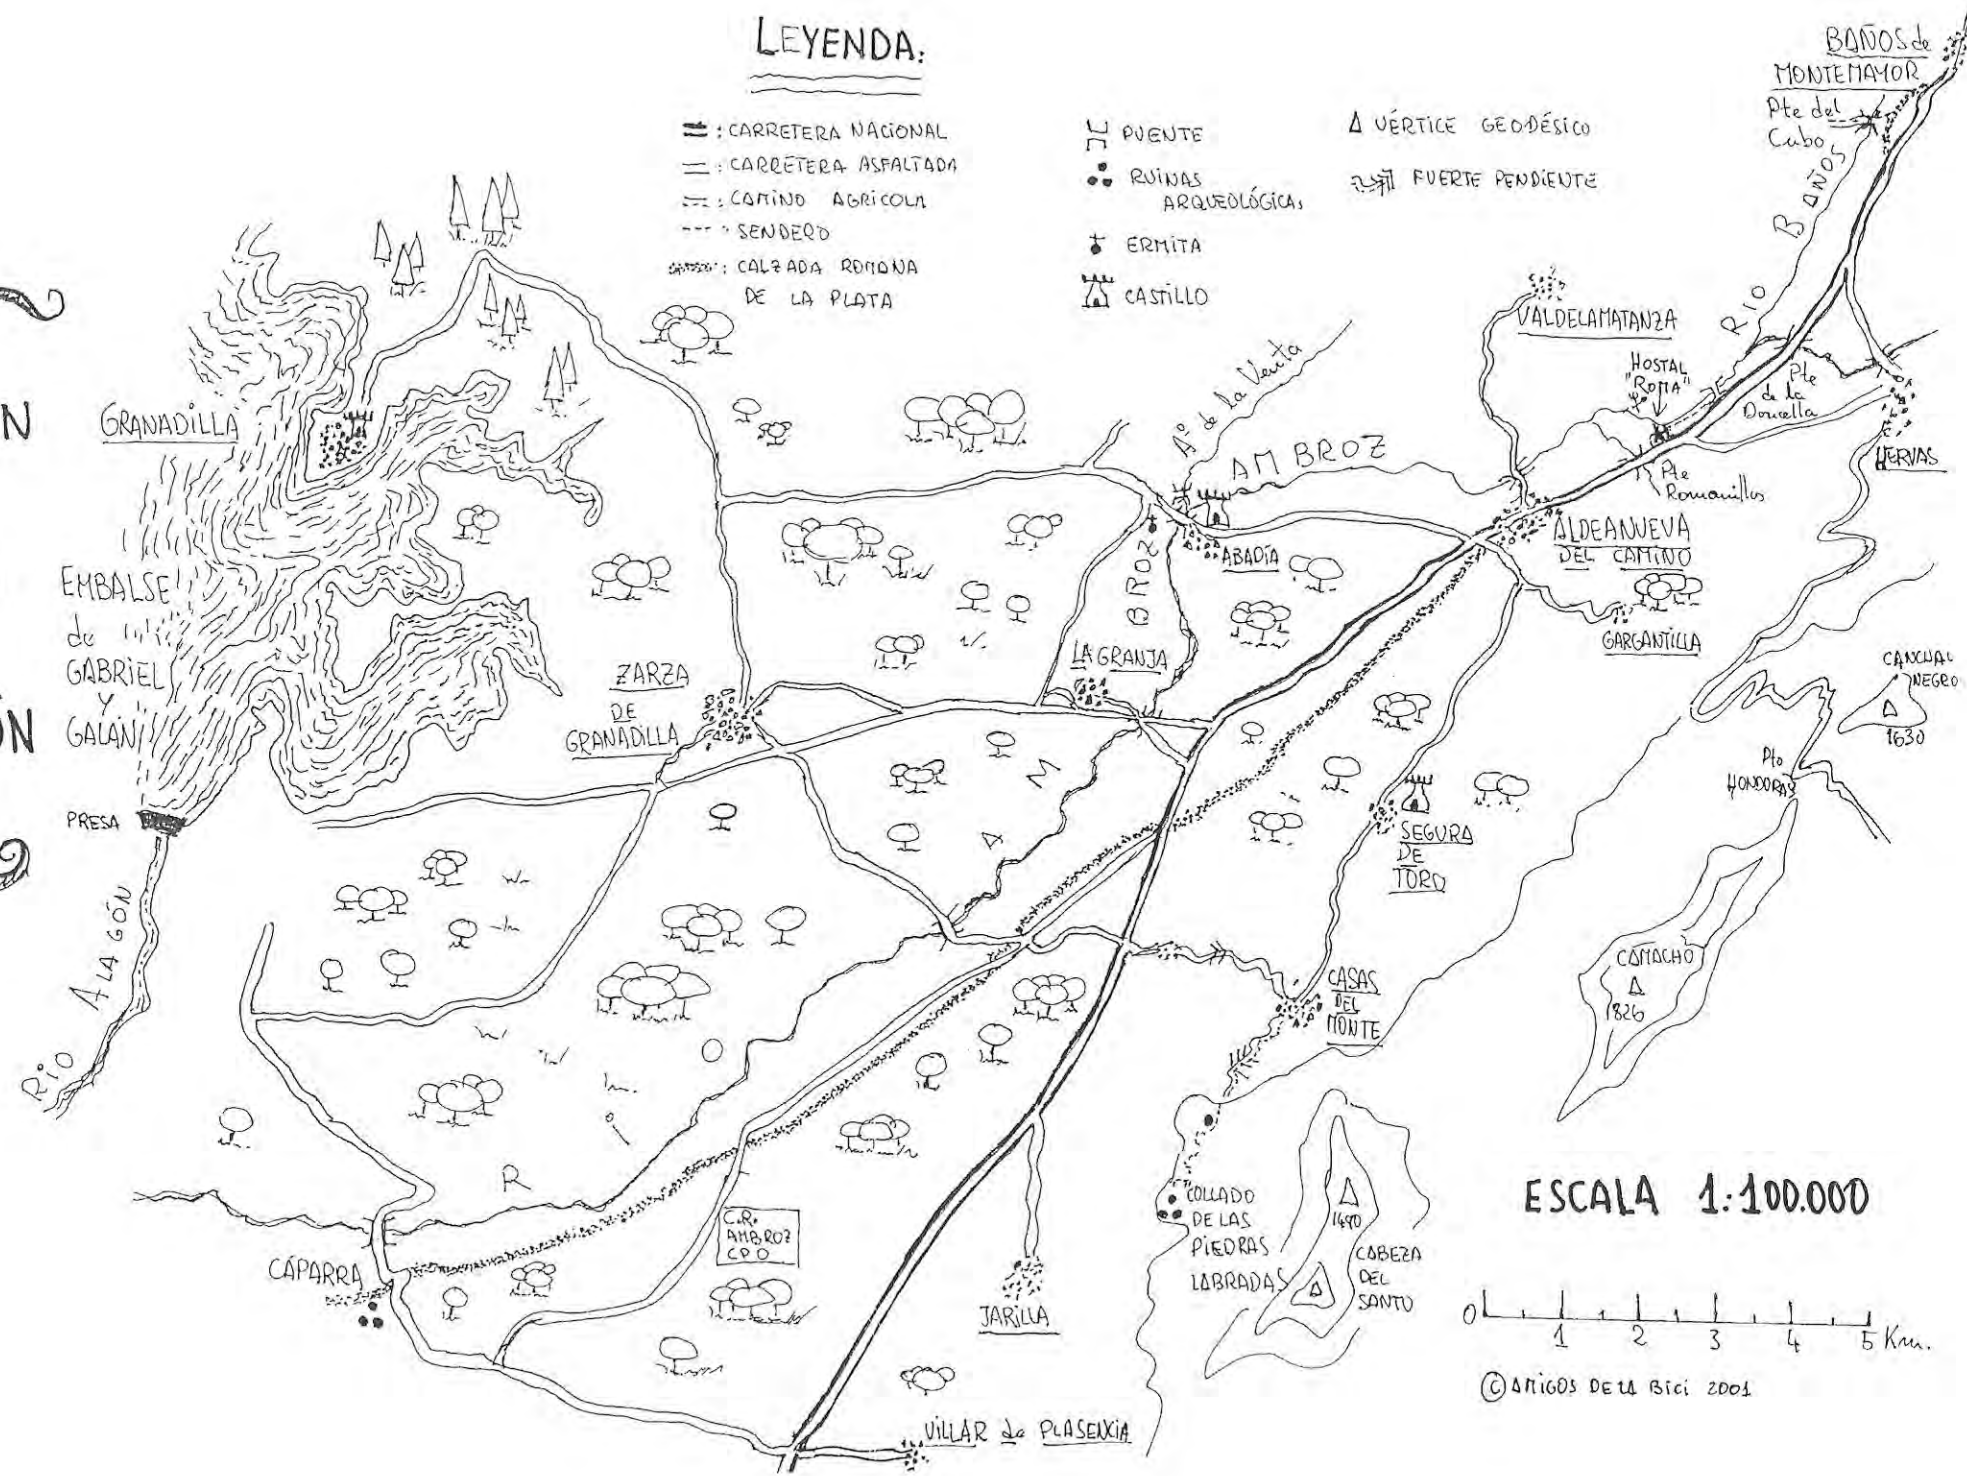 LEYENDA:
: CARRETERA NACIONAL
: CARRETERA ASFALTADA
: CAMINO AGRICOLA
: SENDERO
: CALZADA ROMANA
DE LA PLATA
PUENTE
RUINAS
ARQUEOLÓGICAS
ERMITA
CASTILLO
VÉRTICE GEODÉSICO
FUERTE PENDIENTE
BAÑOS de
MONTEMAYOR
Pte del
Cubo
RIO BAÑOS
VALDELAMATANZA
HOSTAL
"ROMA"
Pte
de la
Doncella
HERVAS
Pte
Romanillos
Aº de la Venta
AMBROZ
ALDEANUEVA
DEL CAMINO
ABADÍA
GARGANTILLA
GRANADILLA
N
EMBALSE
de
GABRIEL
Y
GALAN
ÓN
PRESA
RIO ALAGÓN
ZARZA
DE
GRANADILLA
LA GRANJA
RIO AMBROZ
CANCHAL
NEGRO
1630
Pto
HONDURAS
SEGURA
DE
TORO
CAMACHO
1826
CASAS
DEL
MONTE
COLLADO
DE LAS
PIEDRAS
LABRADAS
1490
CABEZA
DEL
SANTO
C.R.
AMBROZ
CPO
CÁPARRA
JARILLA
VILLAR de PLASENCIA
ESCALA 1:100.000
0 1 2 3 4 5 Km.
© AMIGOS DE LA BICI 2001